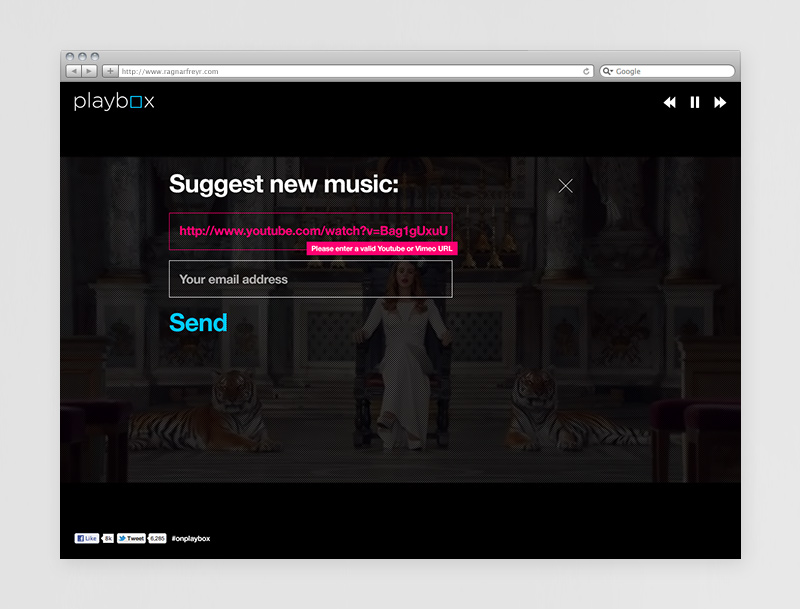 http://www.ragnarfreyr.com
Google
playbox
Suggest new music:
http://www.youtube.com/watch?v=Bag1gUxuU
Please enter a valid Youtube or Vimeo URL
Your email address
Send
Like 8k Tweet 6,265 #onplaybox